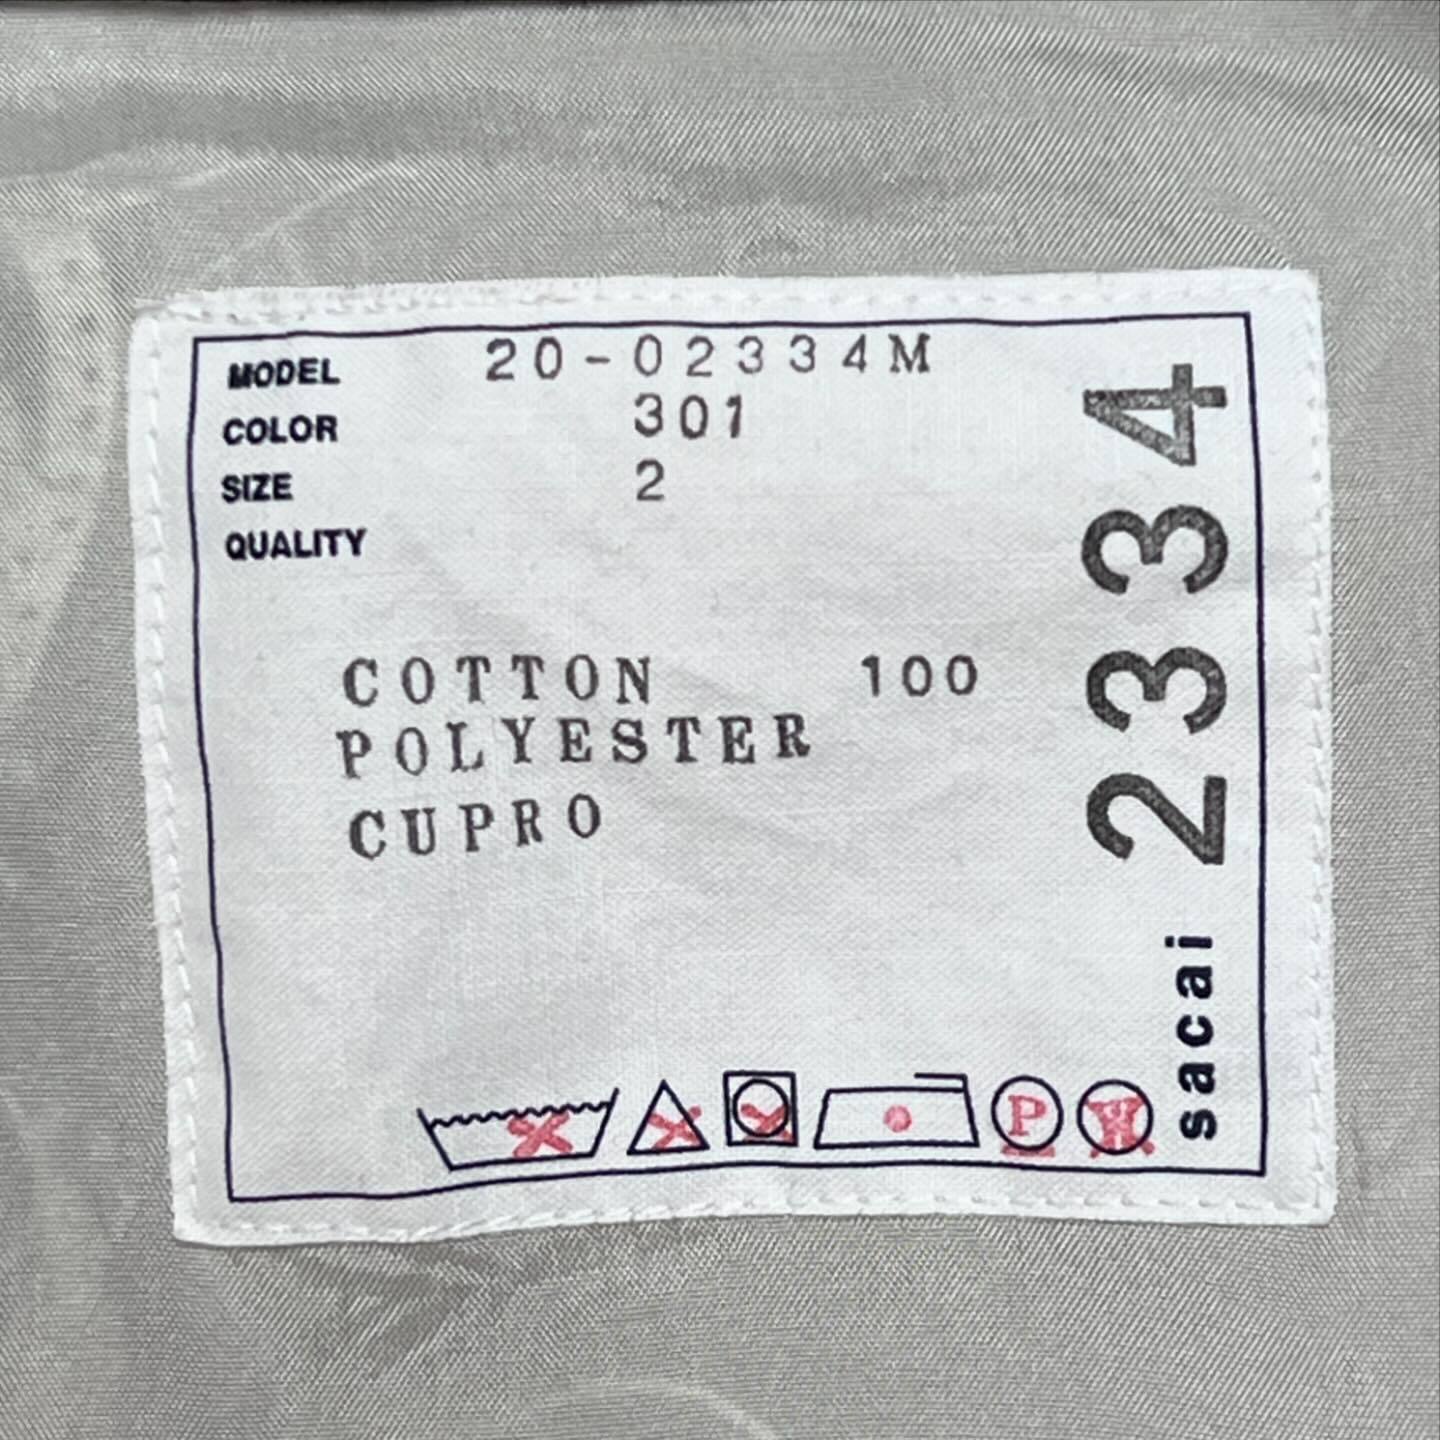 MODEL 20-02334M
COLOR 301
SIZE 2
QUALITY
COTTON 100
POLYESTER
CUPRO
P
W
sacai 2334